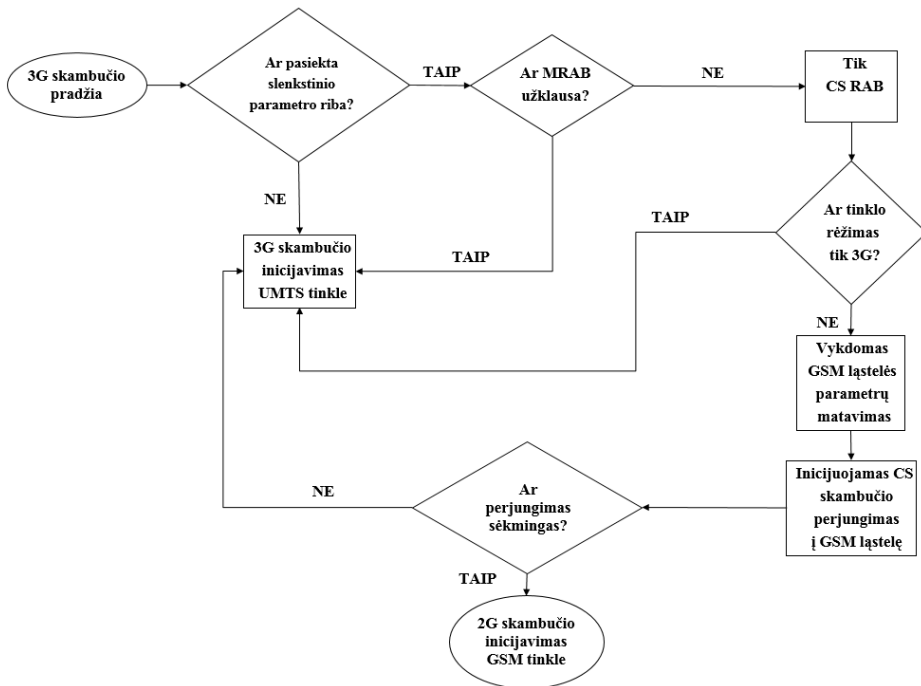 3G skambučio
pradžia
Ar pasiekta
slenkstinio
parametro riba?
TAIP
Ar MRAB
užklausa?
NE
Tik
CS RAB
NE
TAIP
TAIP
Ar tinklo
rėžimas
tik 3G?
3G skambučio
inicijavimas
UMTS tinkle
NE
Vykdomas
GSM ląstelės
parametrų
matavimas
Inicijuojamas CS
skambučio
perjungimas
į GSM ląstelę
NE
Ar
perjungimas
sėkmingas?
TAIP
2G skambučio
inicijavimas
GSM tinkle